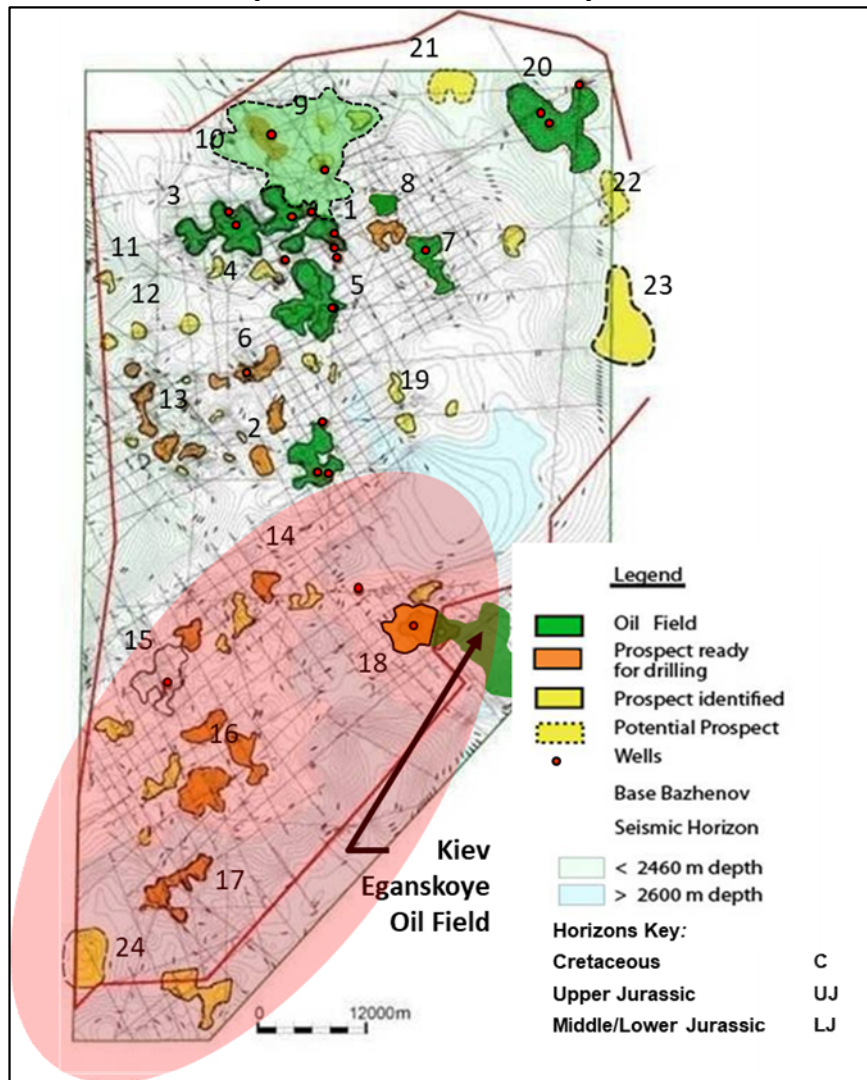 21
20
9
10
3
8
1
22
7
11
4
23
12
5
6
19
13
2
14
15
18
16
17
24
Kiev
Eganskoye
Oil Field
0 12000m
Legend
Oil Field
Prospect ready
for drilling
Prospect identified
Potential Prospect
Wells
Base Bazhenov
Seismic Horizon
< 2460 m depth
> 2600 m depth
Horizons Key:
Cretaceous C
Upper Jurassic UJ
Middle/Lower Jurassic LJ